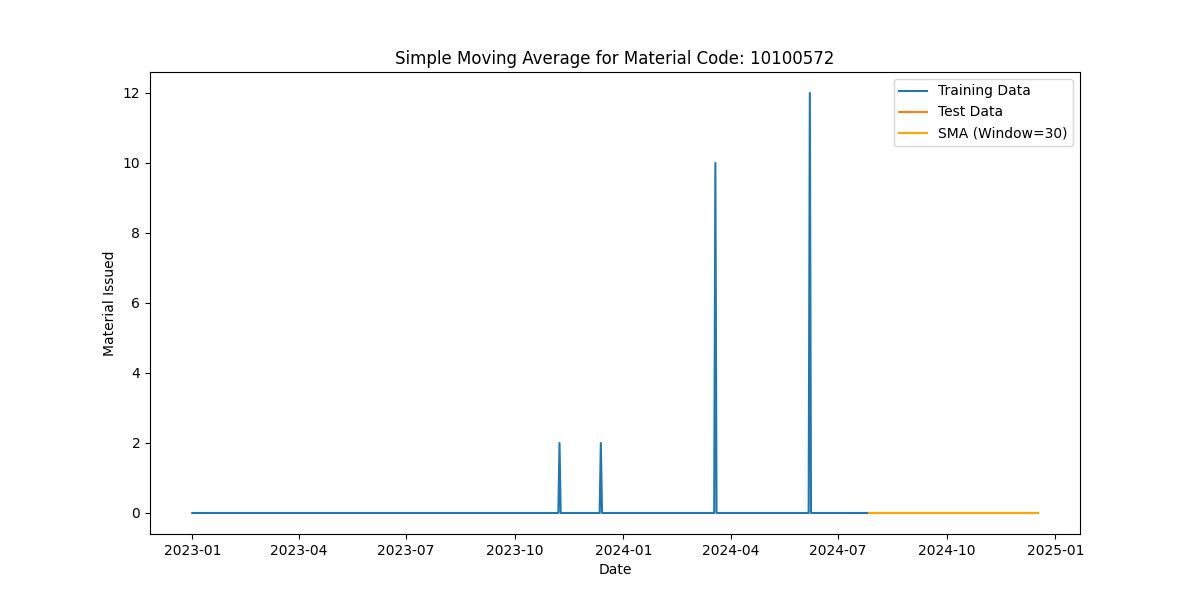 Simple Moving Average for Material Code: 10100572
Training Data
Test Data
SMA (Window=30)
Material Issued
12
10
8
6
4
2
0
2023-01 2023-04 2023-07 2023-10 2024-01 2024-04 2024-07 2024-10 2025-01
Date